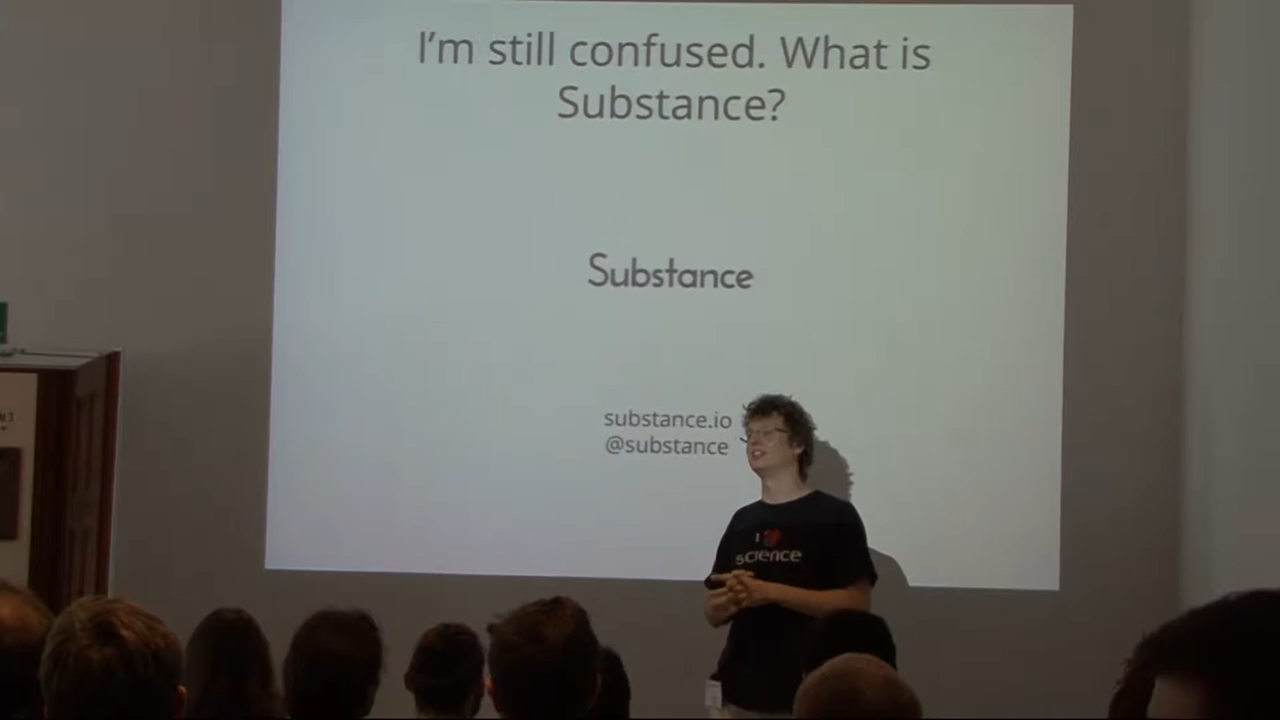 I'm still confused. What is
Substance?
Substance
substance.io
@substance
I
science